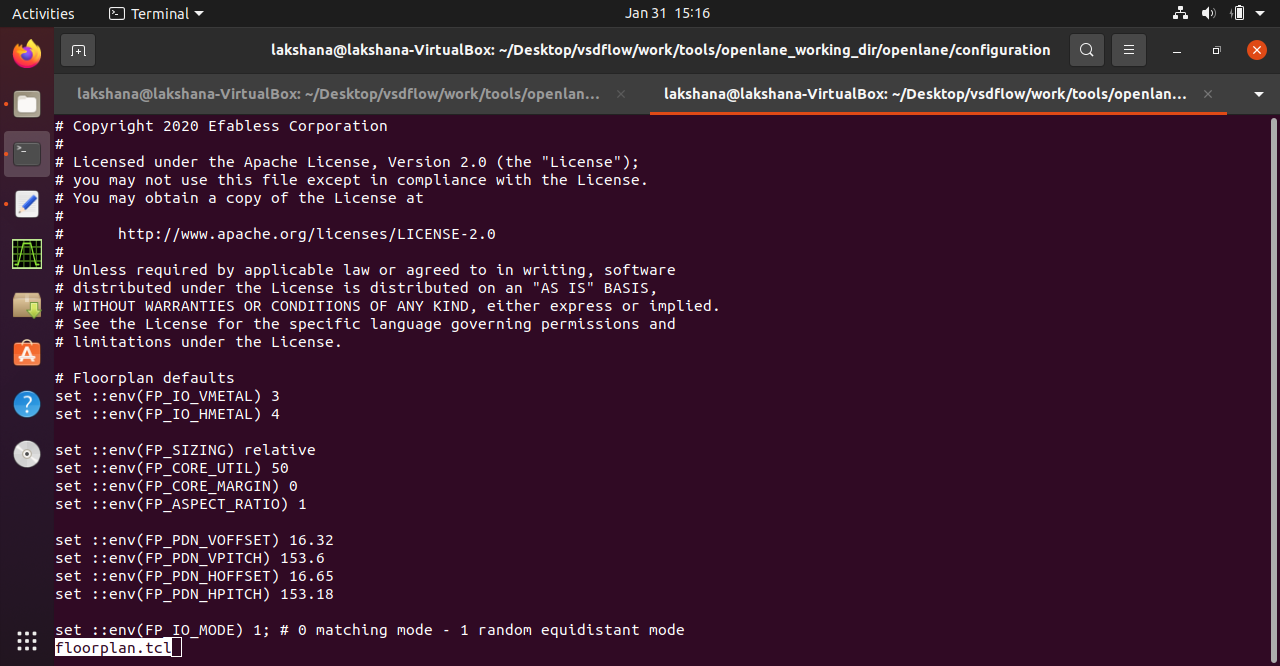 Activities
Terminal
Jan 31 15:16
lakshana@lakshana-VirtualBox: ~/Desktop/vsdflow/work/tools/openlane_working_dir/openlane/configuration
lakshana@lakshana-VirtualBox: ~/Desktop/vsdflow/work/tools/openlan...
lakshana@lakshana-VirtualBox: ~/Desktop/vsdflow/work/tools/openlan...
# Copyright 2020 Efabless Corporation
#
# Licensed under the Apache License, Version 2.0 (the "License");
# you may not use this file except in compliance with the License.
# You may obtain a copy of the License at
#
#      http://www.apache.org/licenses/LICENSE-2.0
#
# Unless required by applicable law or agreed to in writing, software
# distributed under the License is distributed on an "AS IS" BASIS,
# WITHOUT WARRANTIES OR CONDITIONS OF ANY KIND, either express or implied.
# See the License for the specific language governing permissions and
# limitations under the License.

# Floorplan defaults
set ::env(FP_IO_VMETAL) 3
set ::env(FP_IO_HMETAL) 4

set ::env(FP_SIZING) relative
set ::env(FP_CORE_UTIL) 50
set ::env(FP_CORE_MARGIN) 0
set ::env(FP_ASPECT_RATIO) 1

set ::env(FP_PDN_VOFFSET) 16.32
set ::env(FP_PDN_VPITCH) 153.6
set ::env(FP_PDN_HOFFSET) 16.65
set ::env(FP_PDN_HPITCH) 153.18

set ::env(FP_IO_MODE) 1; # 0 matching mode - 1 random equidistant mode
floorplan.tcl